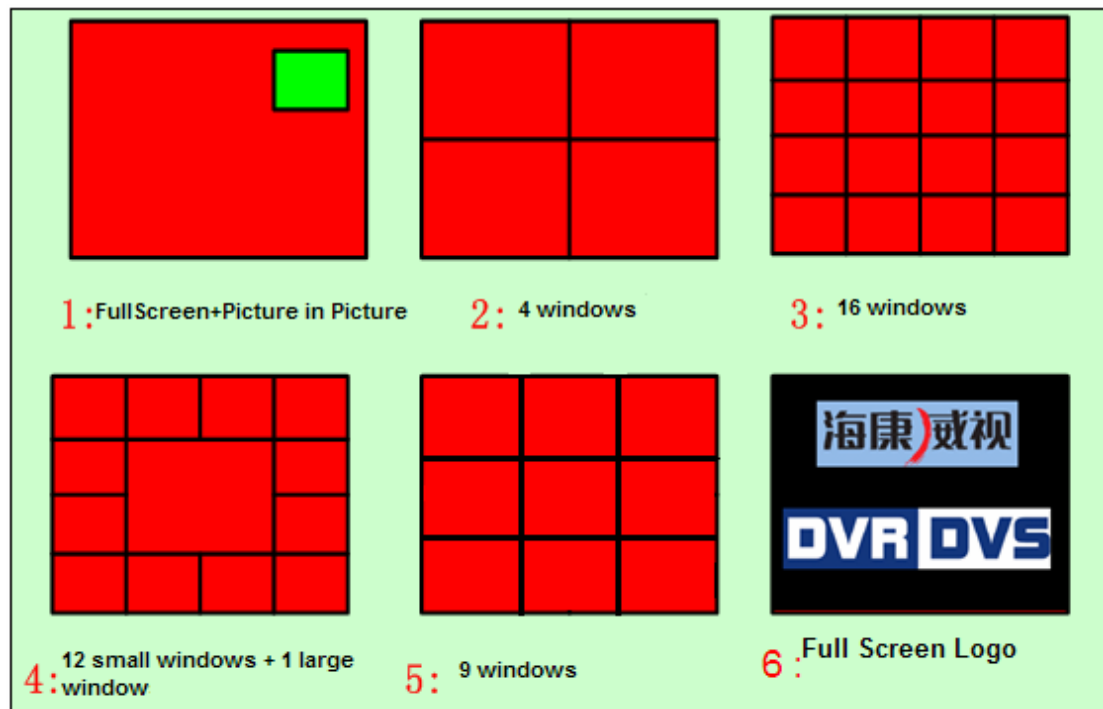 1:FullScreen+Picture in Picture
2: 4 windows
3: 16 windows
海康威视
DVR DVS
4: 12 small windows + 1 large
window
5: 9 windows
6: Full Screen Logo